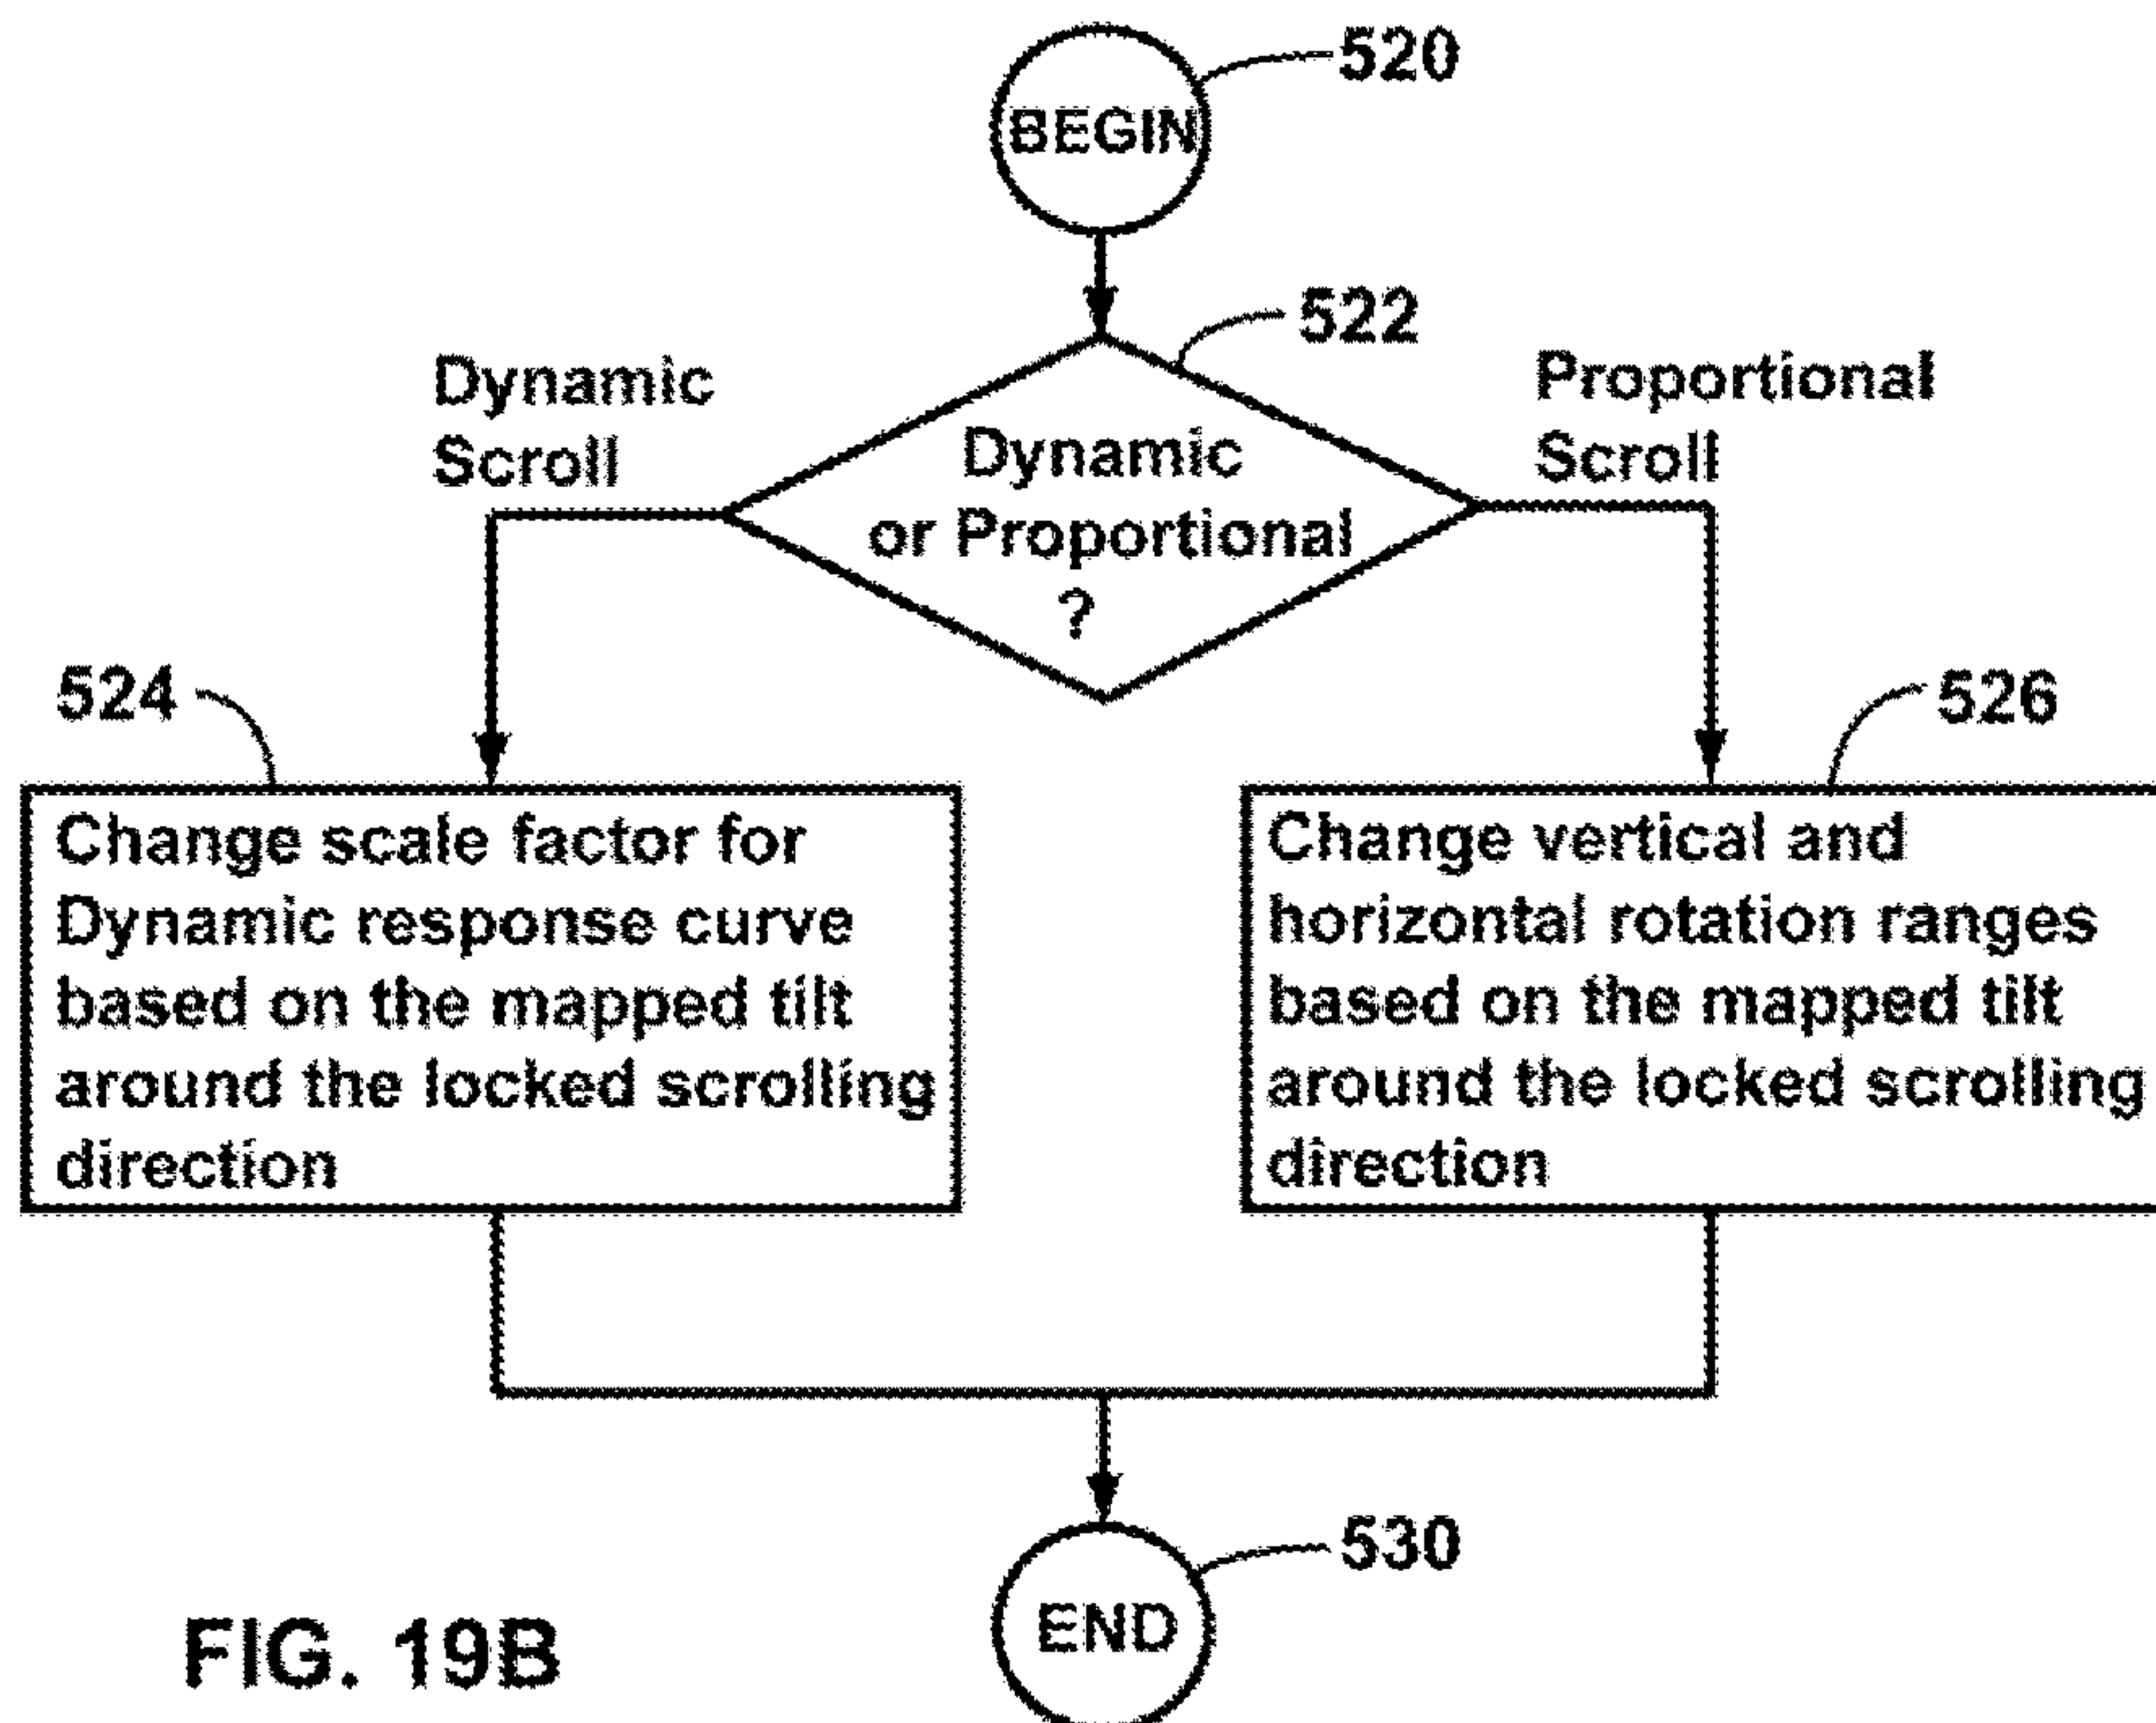 520
BEGIN
522
Dynamic
Scroll
Proportional
Scroll
Dynamic
or Proportional
?
524
526
Change scale factor for
Dynamic response curve
based on the mapped tilt
around the locked scrolling
direction
Change vertical and
horizontal rotation ranges
based on the mapped tilt
around the locked scrolling
direction
530
END
FIG. 19B